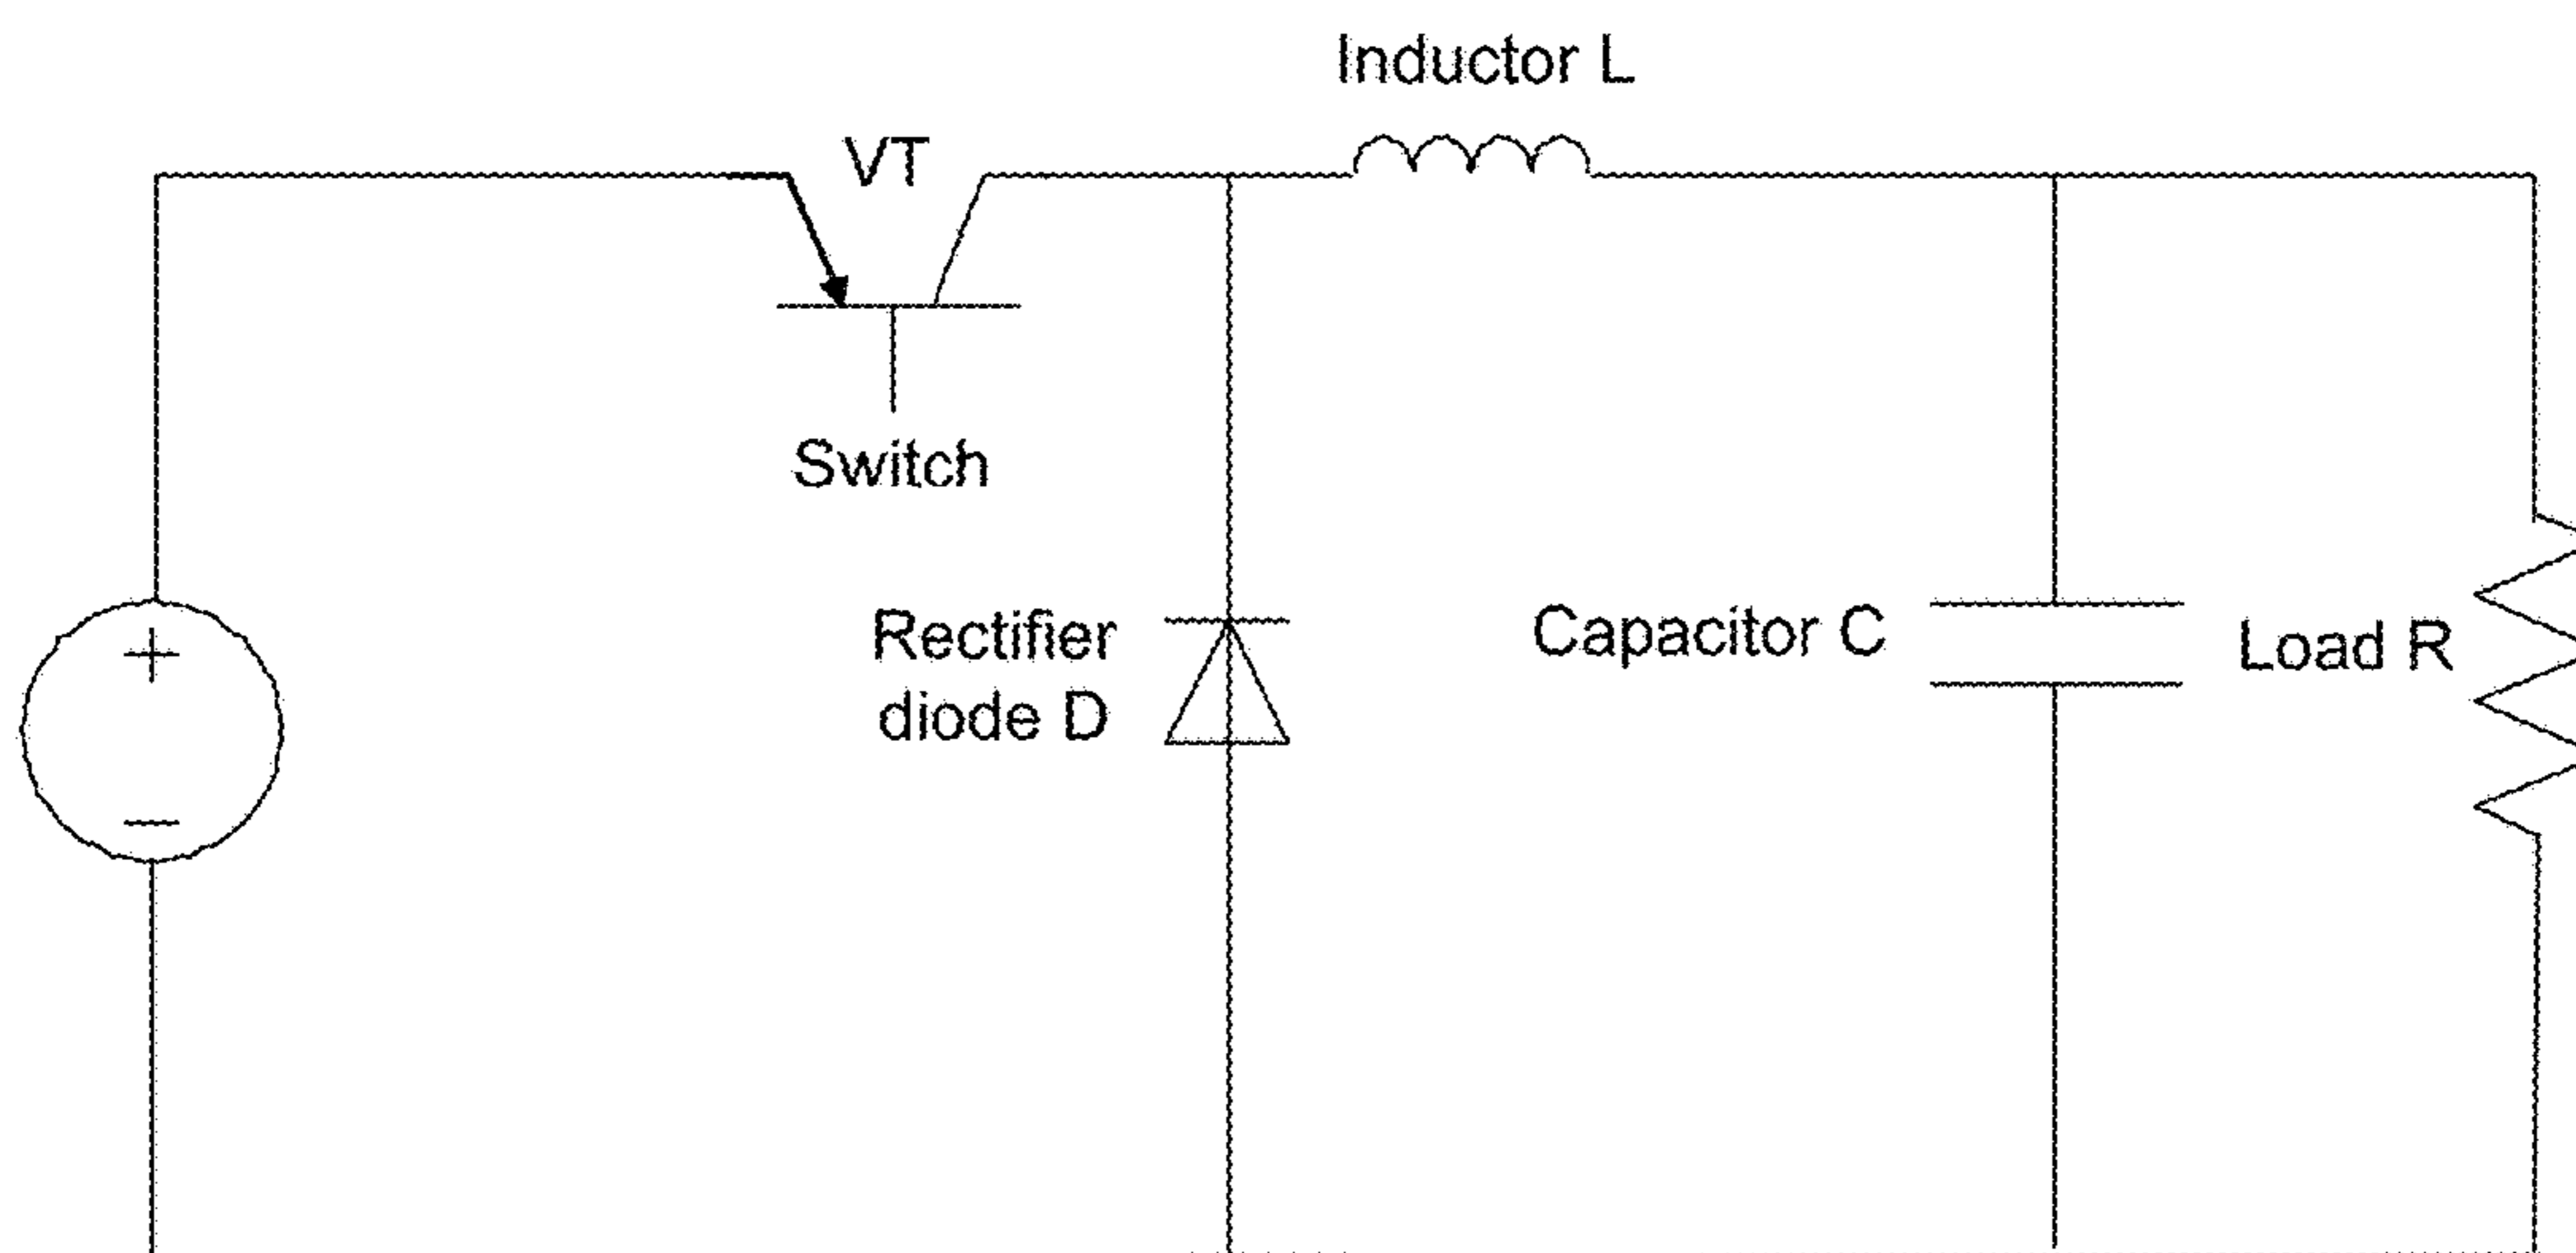 Inductor L
VT
Switch
Rectifier
diode D
Capacitor C
Load R
+
−